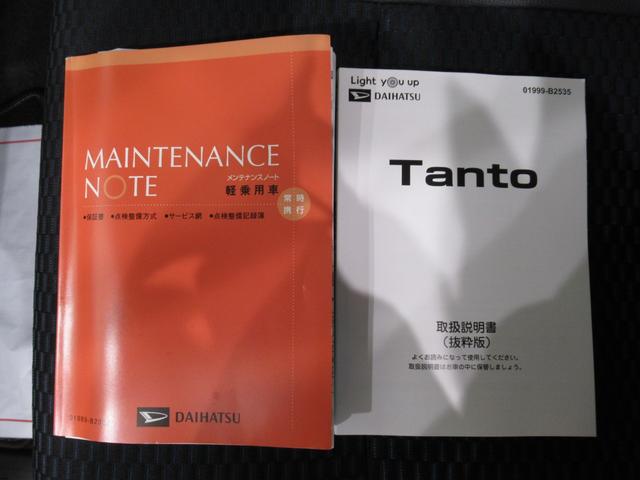 MAINTENANCE
NOTE
メンテナンスノート
軽乗用車
常時
携行
●保証書 ●点検整備方式 ●サービス網 ●点検整備記録簿
DAIHATSU
Light you up
DAIHATSU
01999-B2535
Tanto
取扱説明書
(抜粋版)
よくお読みになって使用してください。
取扱説明書はお車の中に保管しましょう。